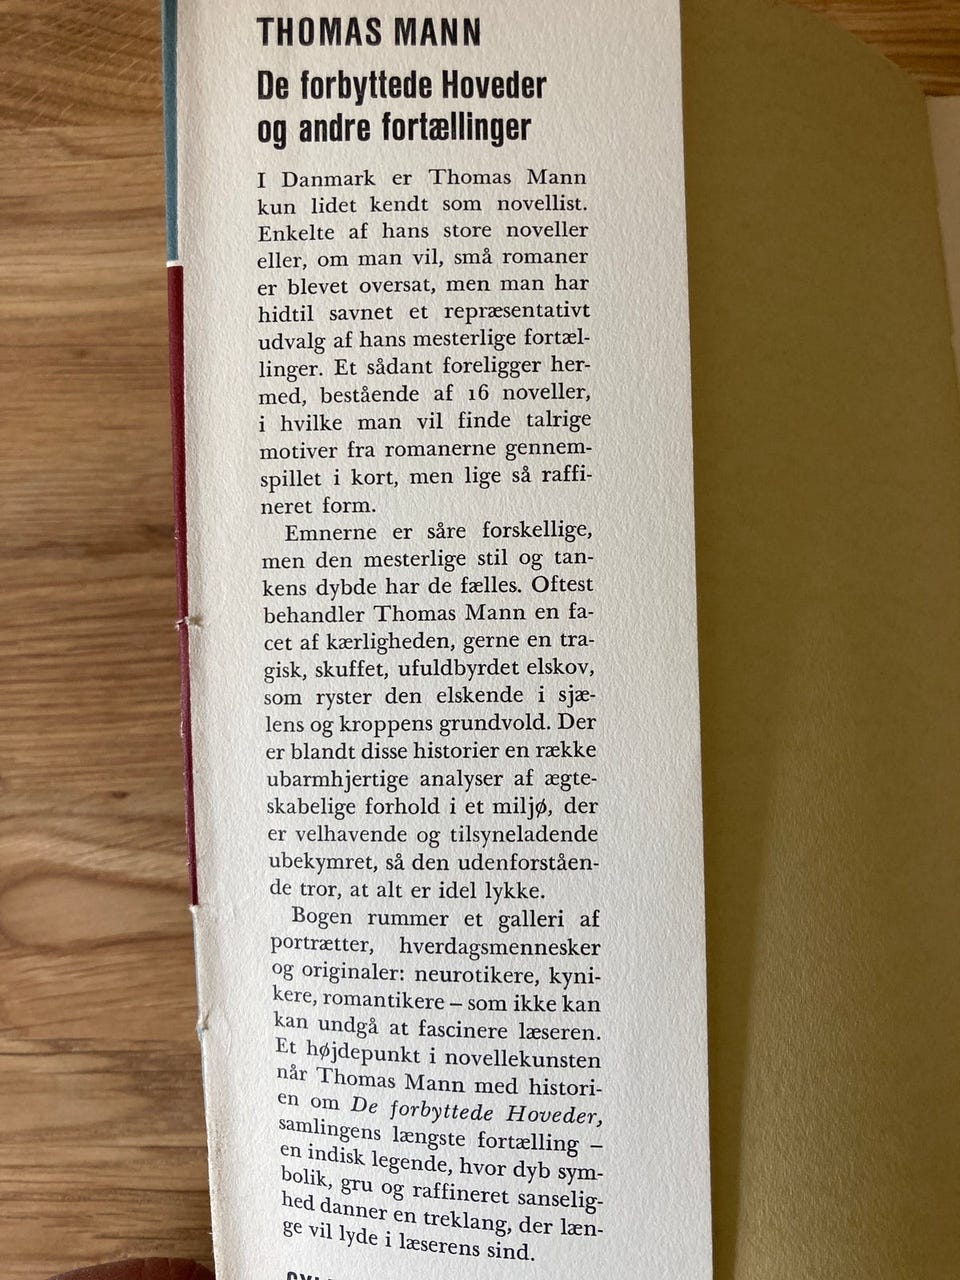 THOMAS MANN
De forbyttede Hoveder
og andre fortællinger
I Danmark er Thomas Mann
kun lidet kendt som novellist.
Enkelte af hans store noveller
eller, om man vil, små romaner
er blevet oversat, men man har
hidtil savnet et repræsentativt
udvalg af hans mesterlige fortæl-
linger. Et sådant foreligger her-
med, bestående af 16 noveller,
i hvilke man vil finde talrige
motiver fra romanerne gennem-
spillet i kort, men lige så raffi-
neret form.
Emnerne er såre forskellige,
men den mesterlige stil og tan-
kens dybde har de fælles. Oftest
behandler Thomas Mann en fa-
cet af kærligheden, gerne en tra-
gisk, skuffet, ufuldbyrdet elskov,
som ryster den elskende i sjæ-
lens og kroppens grundvold. Der
er blandt disse historier en række
ubarmhjertige analyser af ægte-
skabelige forhold i et miljø, der
er velhavende og tilsyneladende
ubekymret, så den udenforståen-
de tror, at alt er idel lykke.
Bogen rummer et galleri af
portrætter, hverdagsmennesker
og originaler: neurotikere, kyni-
kere, romantikere – som ikke kan
kan undgå at fascinere læseren.
Et højdepunkt i novellekunsten
når Thomas Mann med histori-
en om De forbyttede Hoveder,
samlingens længste fortælling –
en indisk legende, hvor dyb sym-
bolik, gru og raffineret sanselig-
hed danner en treklang, der læn-
ge vil lyde i læserens sind.